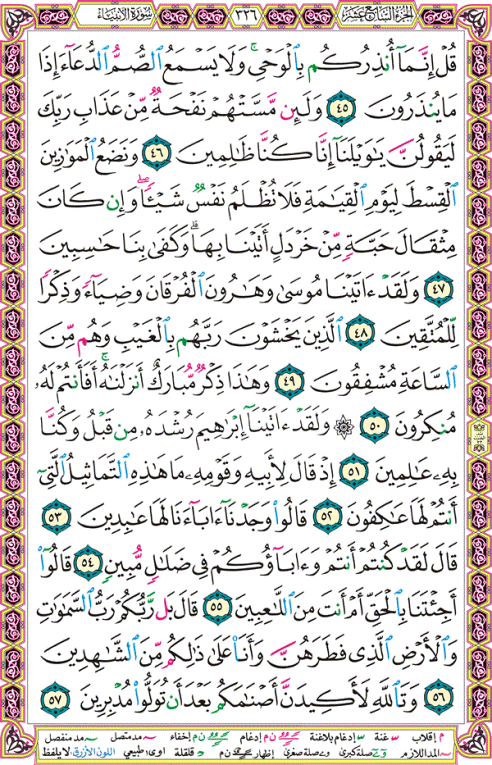 الجزء السابع عشر ٣٢٦ سورة الأنبياء
قُلْ إِنَّمَآ أُنذِرُكُم بِٱلْوَحْىِ ۚ وَلَا يَسْمَعُ ٱلصُّمُّ ٱلدُّعَآءَ إِذَا
مَا يُنذَرُونَ ٤٥ وَلَئِن مَّسَّتْهُمْ نَفْحَةٌ مِّنْ عَذَابِ رَبِّكَ
لَيَقُولُنَّ يَٰوَيْلَنَآ إِنَّا كُنَّا ظَٰلِمِينَ ٤٦ وَنَضَعُ ٱلْمَوَٰزِينَ
ٱلْقِسْطَ لِيَوْمِ ٱلْقِيَٰمَةِ فَلَا تُظْلَمُ نَفْسٌ شَيْـًٔا ۖ وَإِن كَانَ
مِثْقَالَ حَبَّةٍ مِّنْ خَرْدَلٍ أَتَيْنَا بِهَا ۗ وَكَفَىٰ بِنَا حَٰسِبِينَ
٤٧ وَلَقَدْ ءَاتَيْنَا مُوسَىٰ وَهَٰرُونَ ٱلْفُرْقَانَ وَضِيَآءً وَذِكْرًا
لِّلْمُتَّقِينَ ٤٨ ٱلَّذِينَ يَخْشَوْنَ رَبَّهُم بِٱلْغَيْبِ وَهُم مِّنَ
ٱلسَّاعَةِ مُشْفِقُونَ ٤٩ وَهَٰذَا ذِكْرٌ مُّبَارَكٌ أَنزَلْنَٰهُ ۚ أَفَأَنتُمْ لَهُۥ
مُنكِرُونَ ٥٠ ۞ وَلَقَدْ ءَاتَيْنَآ إِبْرَٰهِيمَ رُشْدَهُۥ مِن قَبْلُ وَكُنَّا
بِهِۦ عَٰلِمِينَ ٥١ إِذْ قَالَ لِأَبِيهِ وَقَوْمِهِۦ مَا هَٰذِهِ ٱلتَّمَاثِيلُ ٱلَّتِىٓ
أَنتُمْ لَهَا عَٰكِفُونَ ٥٢ قَالُوا۟ وَجَدْنَآ ءَابَآءَنَا لَهَا عَٰبِدِينَ ٥٣
قَالَ لَقَدْ كُنتُمْ أَنتُمْ وَءَابَآؤُكُمْ فِى ضَلَٰلٍ مُّبِينٍ ٥٤ قَالُوٓا۟
أَجِئْتَنَا بِٱلْحَقِّ أَمْ أَنتَ مِنَ ٱللَّٰعِبِينَ ٥٥ قَالَ بَل رَّبُّكُمْ رَبُّ ٱلسَّمَٰوَٰتِ
وَٱلْأَرْضِ ٱلَّذِى فَطَرَهُنَّ وَأَنَا۠ عَلَىٰ ذَٰلِكُم مِّنَ ٱلشَّٰهِدِينَ
٥٦ وَتَٱللَّهِ لَأَكِيدَنَّ أَصْنَٰمَكُم بَعْدَ أَن تُوَلُّوا۟ مُدْبِرِينَ ٥٧
م إقلاب س غنة س إدغام بلا غنة ن م إدغام ن م إخفاء مد متصل مد منفصل
المد اللازم صلة كبرى صلة صغرى إظهار ن م د قلقلة اوى: طبيعي اللون الأزرق: لا يلفظ